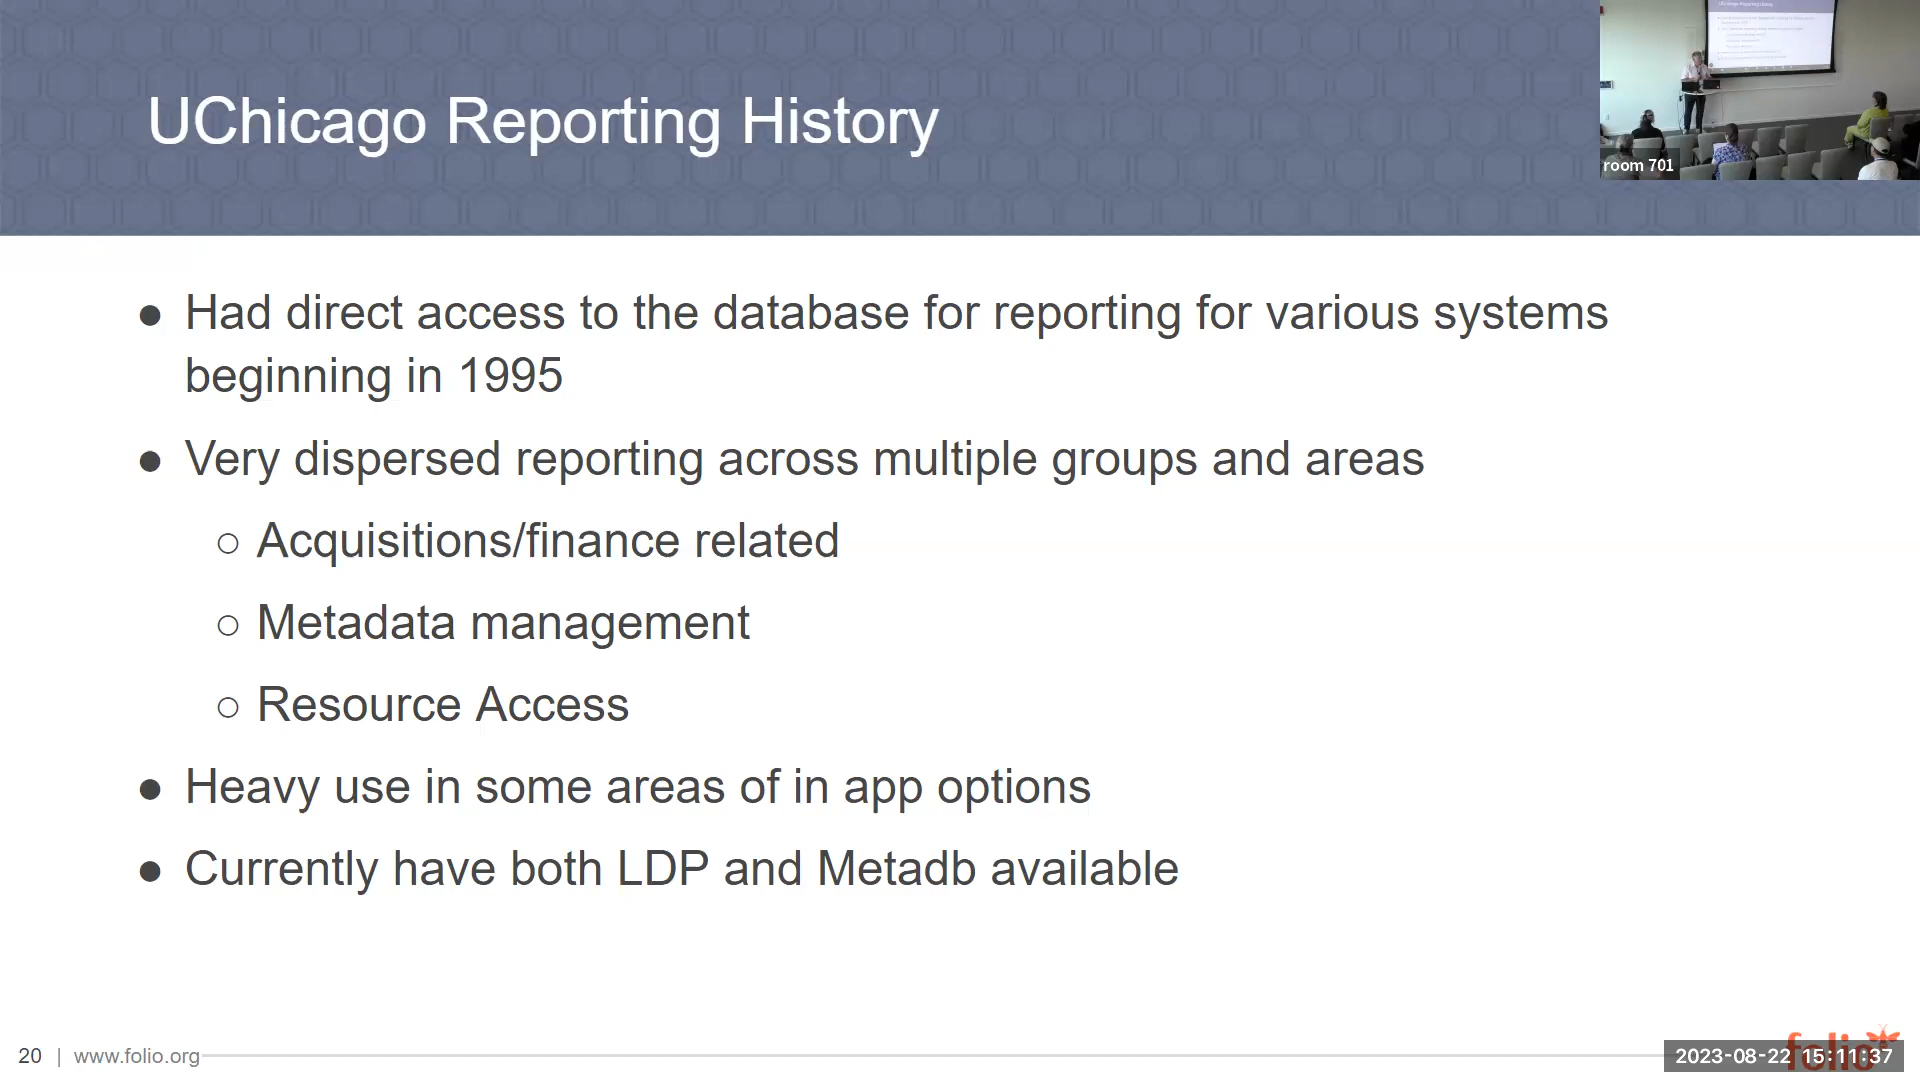 UChicago Reporting History
room 701
● Had direct access to the database for reporting for various systems
beginning in 1995
● Very dispersed reporting across multiple groups and areas
○ Acquisitions/finance related
○ Metadata management
○ Resource Access
● Heavy use in some areas of in app options
● Currently have both LDP and Metadb available
20 | www.folio.org
folio
2023-08-22 15:11:37